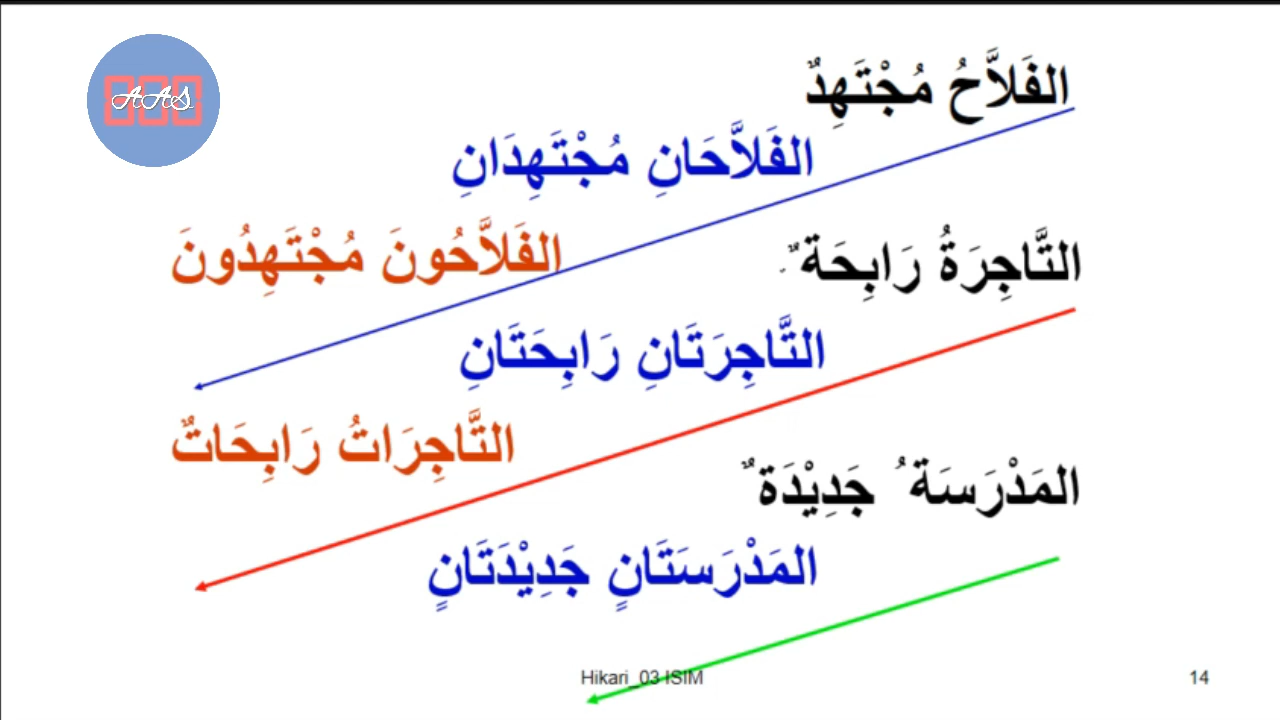 AAS
الفَلاَّحُ مُجْتَهِدٌ
الفَلاَّحَانِ مُجْتَهِدَانِ
الفَلاَّحُونَ مُجْتَهِدُونَ
التَّاجِرَةُ رَابِحَةٌ
التَّاجِرَتَانِ رَابِحَتَانِ
التَّاجِرَاتُ رَابِحَاتٌ
المَدْرَسَةُ جَدِيْدَةٌ
المَدْرَسَتَانٍ جَدِيْدَتَانٍ
Hikari_03 ISIM
14